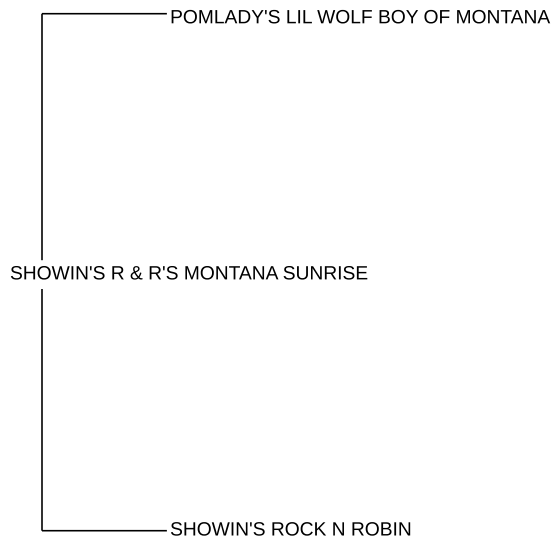 POMLADY'S LIL WOLF BOY OF MONTANA
SHOWIN'S R & R'S MONTANA SUNRISE
SHOWIN'S ROCK N ROBIN